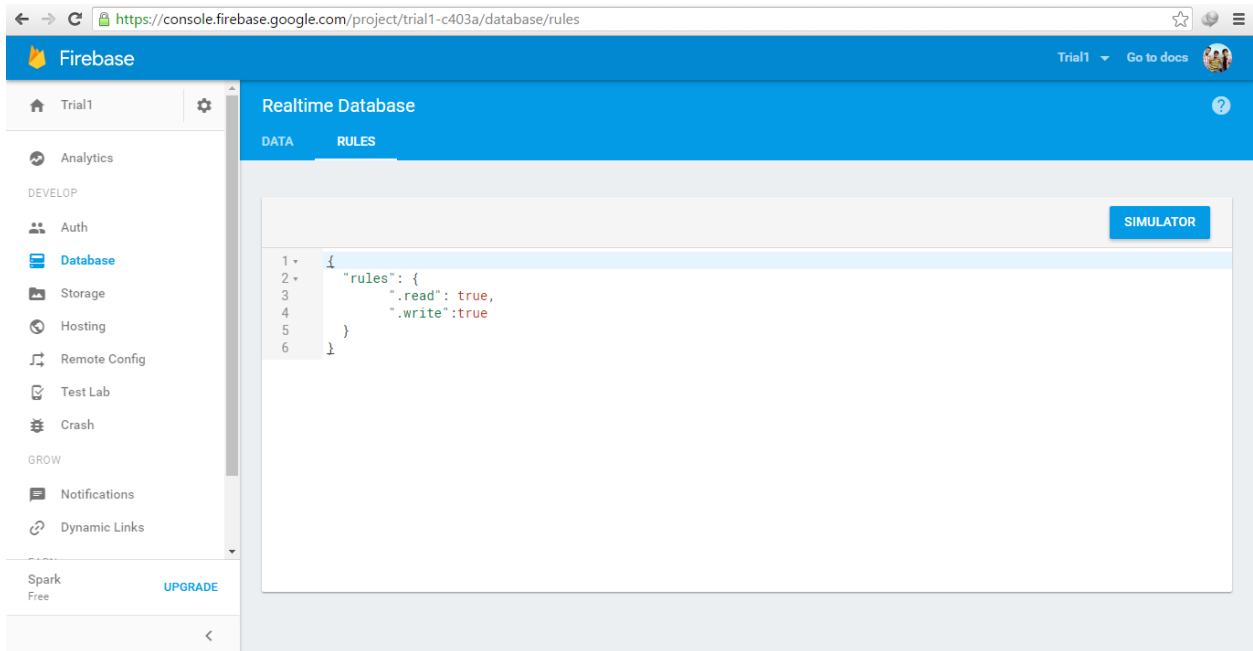 https://console.firebase.google.com/project/trial1-c403a/database/rules
Firebase
Trial1
Go to docs
Trial1
Realtime Database
?
DATA
RULES
Analytics
DEVELOP
Auth
Database
Storage
Hosting
Remote Config
Test Lab
Crash
GROW
Notifications
Dynamic Links
Spark
Free
UPGRADE
SIMULATOR
1 {
2 "rules": {
3 ".read": true,
4 ".write":true
5 }
6 }